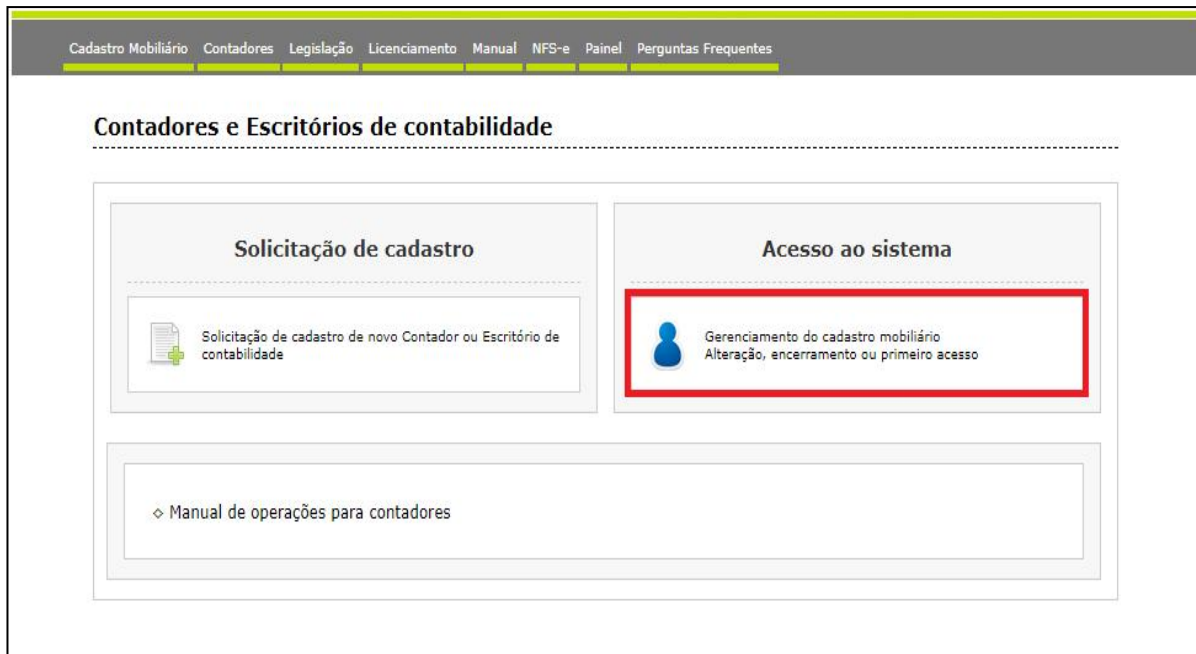 Cadastro Mobiliário Contadores Legislação Licenciamento Manual NFS-e Painel Perguntas Frequentes
Contadores e Escritórios de contabilidade
Solicitação de cadastro
Solicitação de cadastro de novo Contador ou Escritório de
contabilidade
Acesso ao sistema
Gerenciamento do cadastro mobiliário
Alteração, encerramento ou primeiro acesso
◇ Manual de operações para contadores